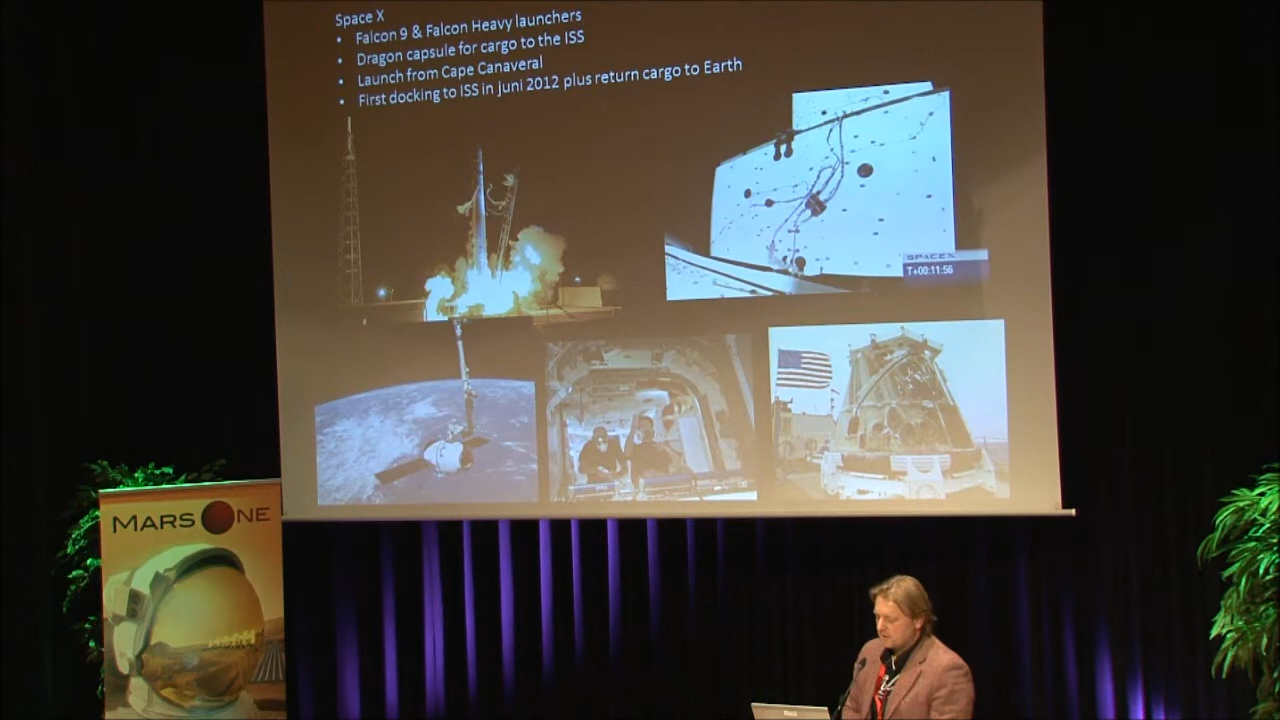 Space X
• Falcon 9 & Falcon Heavy launchers
• Dragon capsule for cargo to the ISS
• Launch from Cape Canaveral
• First docking to ISS in juni 2012 plus return cargo to Earth
SPACEX
T+00:11:56
MARS ONE